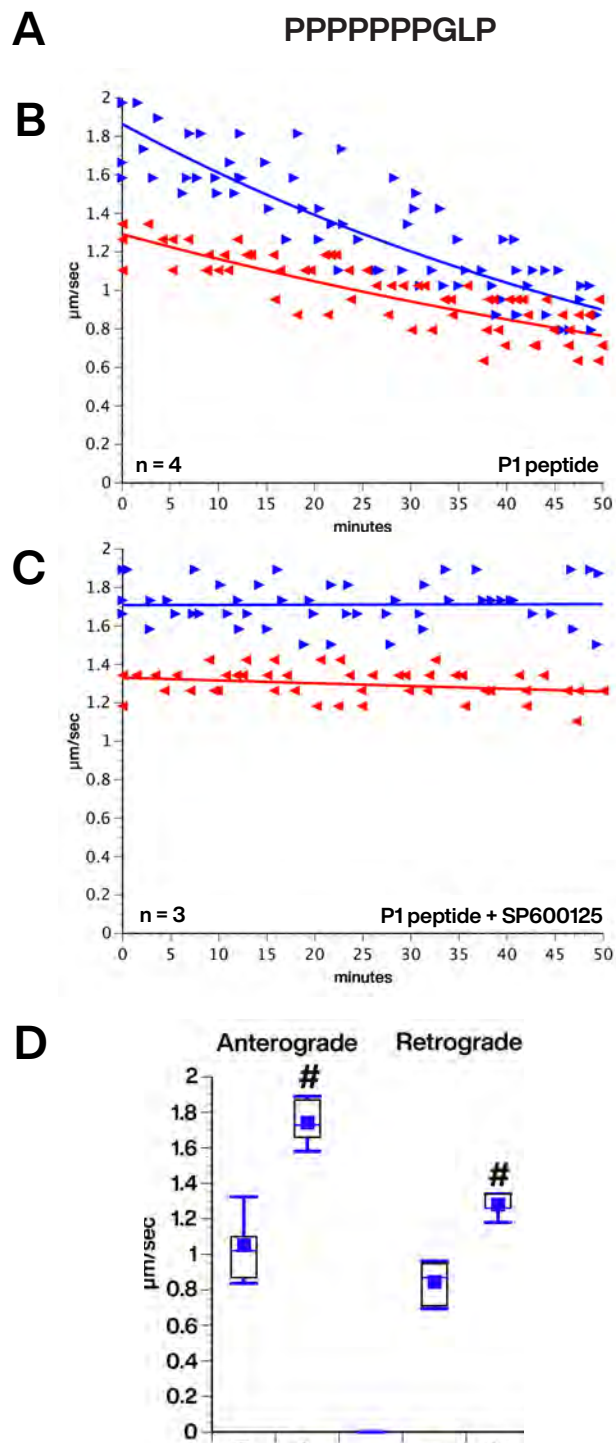 A
PPPPPPPGLP
B
2
1.8
1.6
1.4
1.2
1
0.8
0.6
0.4
0.2
0
µm/sec
n = 4
P1 peptide
0 5 10 15 20 25 30 35 40 45 50
minutes
C
2
1.8
1.6
1.4
1.2
1
0.8
0.6
0.4
0.2
0
µm/sec
n = 3
P1 peptide + SP600125
0 5 10 15 20 25 30 35 40 45 50
minutes
D
Anterograde Retrograde
# #
2
1.8
1.6
1.4
1.2
1
0.8
0.6
0.4
0.2
0
µm/sec